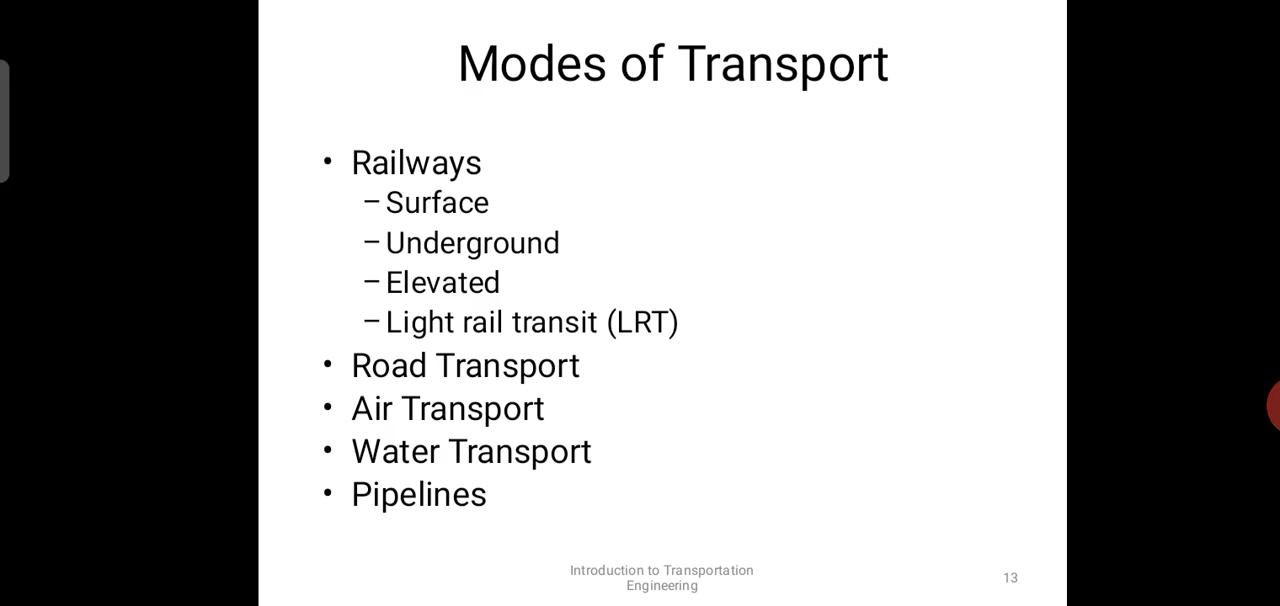 Modes of Transport
• Railways
– Surface
– Underground
– Elevated
– Light rail transit (LRT)
• Road Transport
• Air Transport
• Water Transport
• Pipelines
Introduction to Transportation
Engineering
13